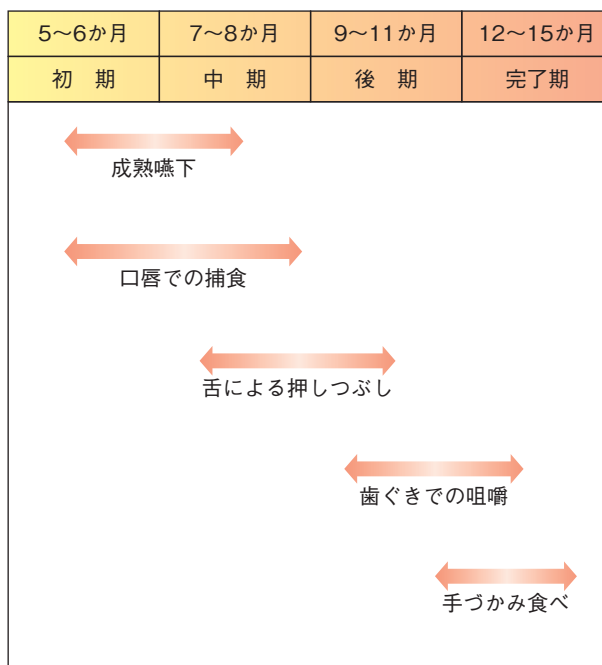 5〜6か月 7〜8か月 9〜11か月 12〜15か月
初　期 中　期 後　期 完了期
成熟嚥下
口唇での捕食
舌による押しつぶし
歯ぐきでの咀嚼
手づかみ食べ